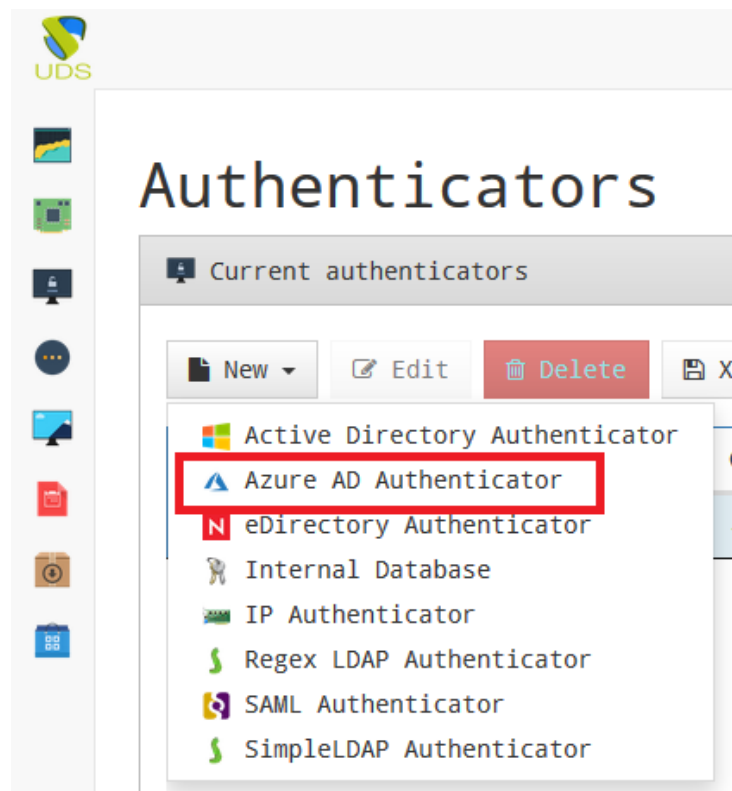 UDS
Authenticators
Current authenticators
New Edit Delete X
Active Directory Authenticator
Azure AD Authenticator
eDirectory Authenticator
Internal Database
IP Authenticator
Regex LDAP Authenticator
SAML Authenticator
SimpleLDAP Authenticator